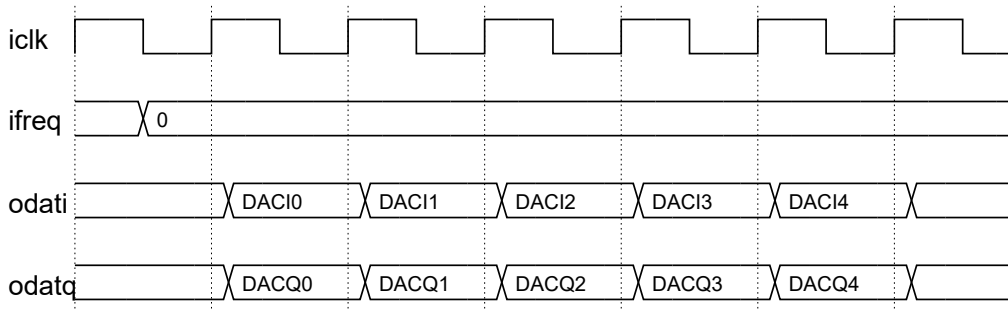 iclk
ifreq 0
odati DACI0 DACI1 DACI2 DACI3 DACI4
odatq DACQ0 DACQ1 DACQ2 DACQ3 DACQ4